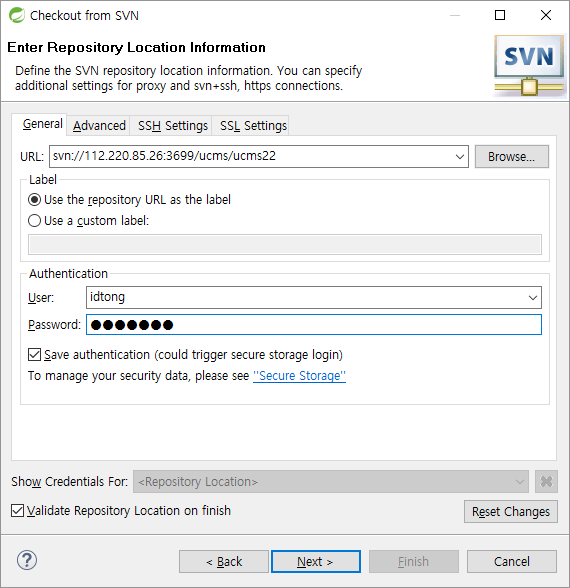 Checkout from SVN
Enter Repository Location Information
Define the SVN repository location information. You can specify
additional settings for proxy and svn+ssh, https connections.
SVN
General Advanced SSH Settings SSL Settings
URL: svn://112.220.85.26:3699/ucms/ucms22 Browse...
Label
Use the repository URL as the label
Use a custom label:
Authentication
User: idtong
Password: ●●●●●●●
Save authentication (could trigger secure storage login)
To manage your security data, please see "Secure Storage"
Show Credentials For: <Repository Location>
Validate Repository Location on finish Reset Changes
? < Back Next > Finish Cancel